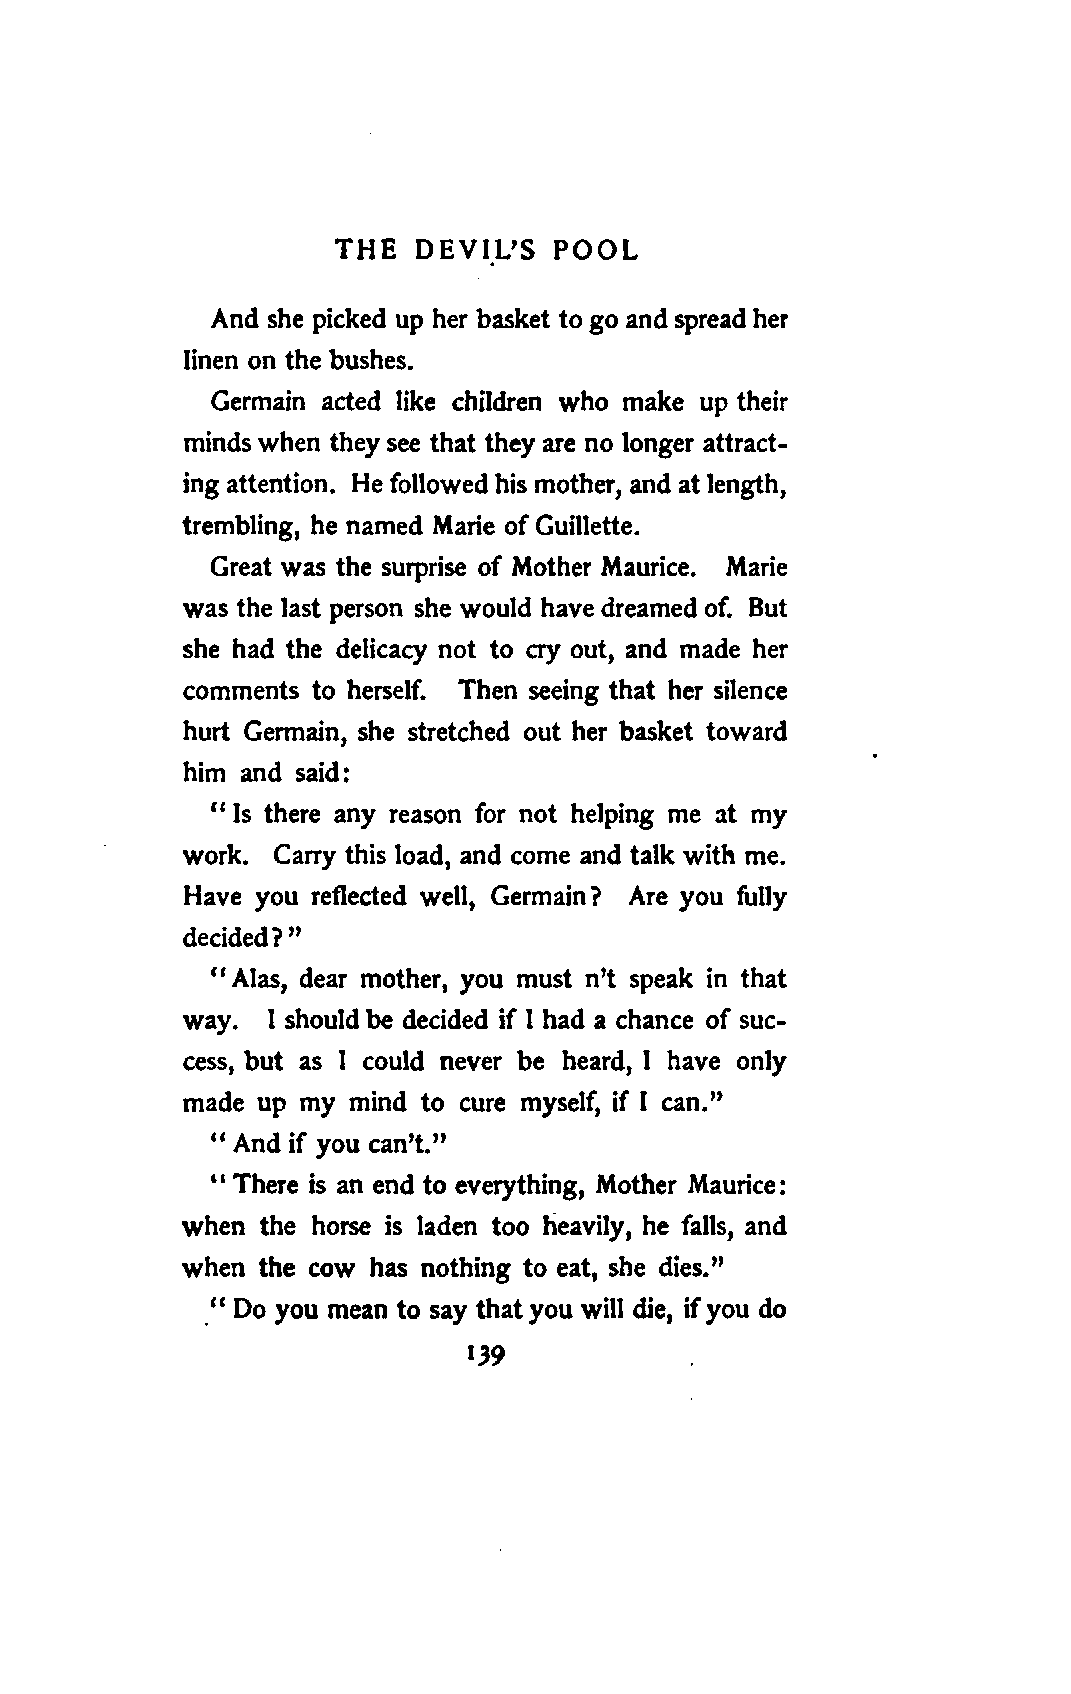 THE DEVIL'S POOL
And she picked up her basket to go and spread her
linen on the bushes.
Germain acted like children who make up their
minds when they see that they are no longer attract-
ing attention. He followed his mother, and at length,
trembling, he named Marie of Guillette.
Great was the surprise of Mother Maurice. Marie
was the last person she would have dreamed of. But
she had the delicacy not to cry out, and made her
comments to herself. Then seeing that her silence
hurt Germain, she stretched out her basket toward
him and said:
"Is there any reason for not helping me at my
work. Carry this load, and come and talk with me.
Have you reflected well, Germain? Are you fully
decided?"
"Alas, dear mother, you must n't speak in that
way. I should be decided if I had a chance of suc-
cess, but as I could never be heard, I have only
made up my mind to cure myself, if I can."
"And if you can't."
"There is an end to everything, Mother Maurice:
when the horse is laden too heavily, he falls, and
when the cow has nothing to eat, she dies."
"Do you mean to say that you will die, if you do
139